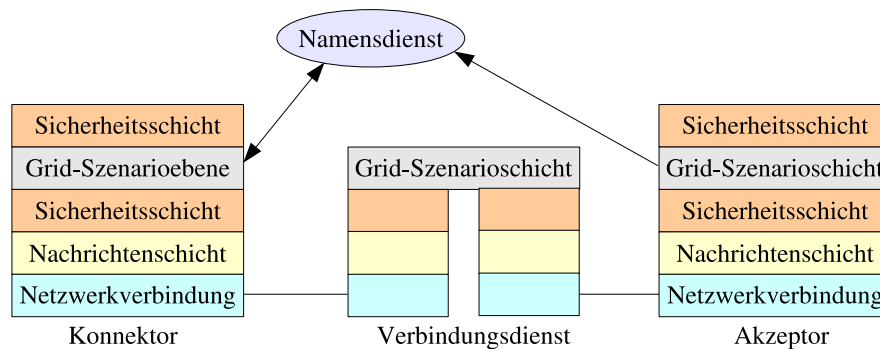 Namensdienst
Sicherheitsschicht
Grid-Szenarioebene
Sicherheitsschicht
Nachrichtenschicht
Netzwerkverbindung
Konnektor
Grid-Szenarioschicht
Verbindungsdienst
Sicherheitsschicht
Grid-Szenarioschicht
Sicherheitsschicht
Nachrichtenschicht
Netzwerkverbindung
Akzeptor